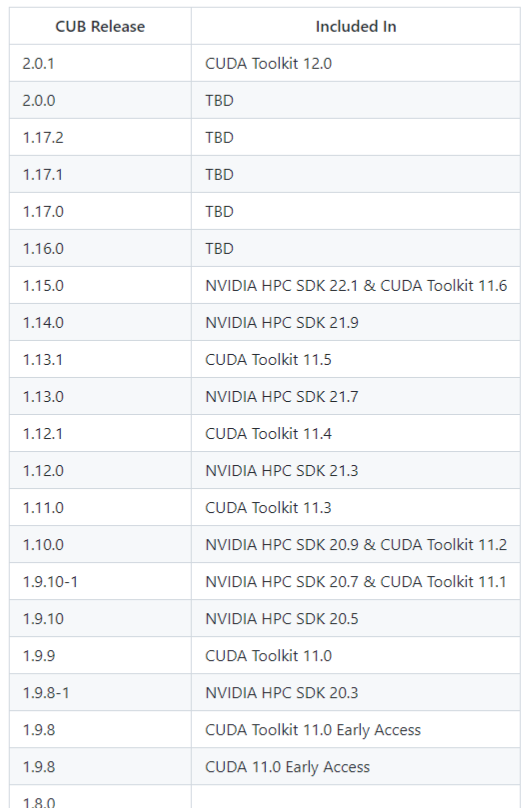 CUB Release Included In
2.0.1 CUDA Toolkit 12.0
2.0.0 TBD
1.17.2 TBD
1.17.1 TBD
1.17.0 TBD
1.16.0 TBD
1.15.0 NVIDIA HPC SDK 22.1 & CUDA Toolkit 11.6
1.14.0 NVIDIA HPC SDK 21.9
1.13.1 CUDA Toolkit 11.5
1.13.0 NVIDIA HPC SDK 21.7
1.12.1 CUDA Toolkit 11.4
1.12.0 NVIDIA HPC SDK 21.3
1.11.0 CUDA Toolkit 11.3
1.10.0 NVIDIA HPC SDK 20.9 & CUDA Toolkit 11.2
1.9.10-1 NVIDIA HPC SDK 20.7 & CUDA Toolkit 11.1
1.9.10 NVIDIA HPC SDK 20.5
1.9.9 CUDA Toolkit 11.0
1.9.8-1 NVIDIA HPC SDK 20.3
1.9.8 CUDA Toolkit 11.0 Early Access
1.9.8 CUDA 11.0 Early Access
1.8.0